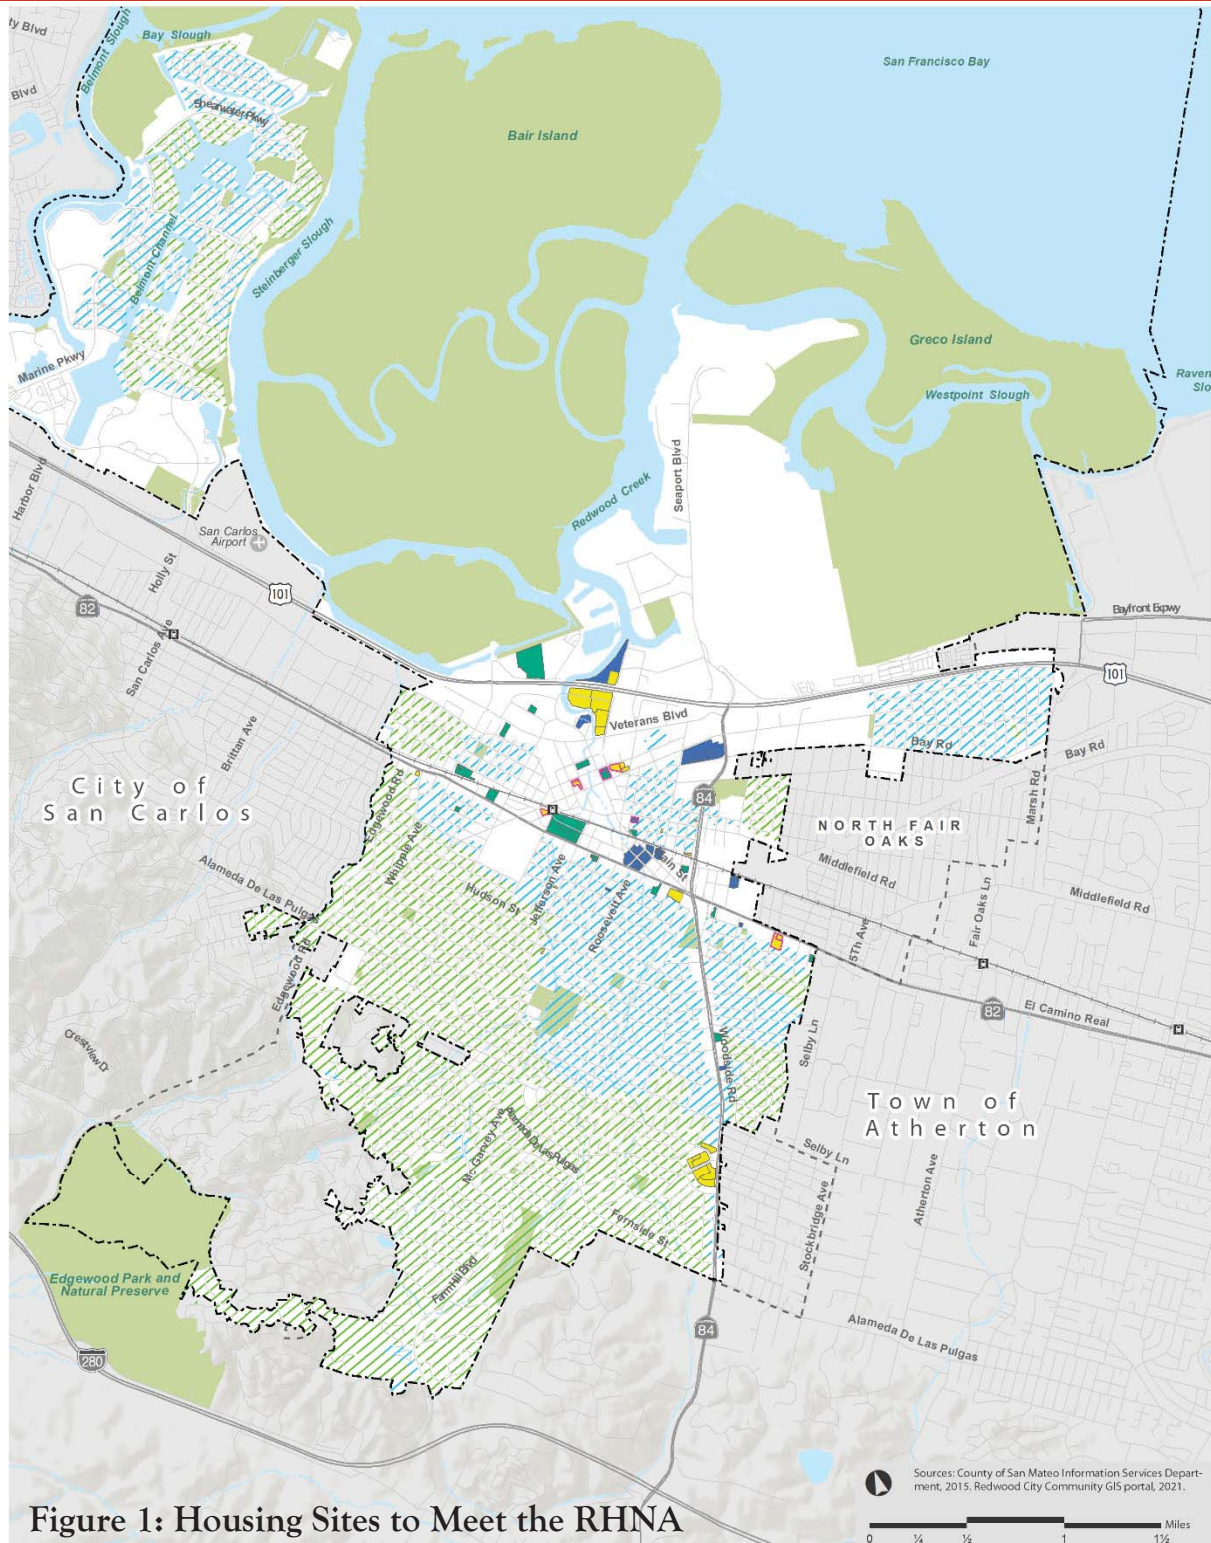 ty Blvd
Blvd
Belmont Slough
Bay Slough
San Francisco Bay
Shearwater Pkwy
Bair Island
Belmont Channel
Steinberger Slough
Greco Island
Raven
Slo
Marine Pkwy
Westpoint Slough
Seaport Blvd
Redwood Creek
Harbor Blvd
San Carlos
Airport
Holly St
101
82
Bayfront Expwy
San Carlos Ave
101
Veterans Blvd
Bay Rd
Bay Rd
Brittan Ave
City of
San Carlos
Edgewood Rd
Marsh Rd
84
NORTH FAIR
OAKS
Whipple Ave
Main St
Middlefield Rd
Alameda De Las Pulgas
Hudson St
Jefferson Ave
Roosevelt Ave
Fair Oaks Ln
Middlefield Rd
5Th Ave
Edgewood Rd
82
El Camino Real
Crestview Dr
Selby Ln
Woodside Rd
Town of
Atherton
Mc Garvey Ave
Alameda De Las Pulgas
Selby Ln
Atherton Ave
Stockbridge Ave
Fernside St
Edgewood Park and
Natural Preserve
Farm Hill Blvd
84
Alameda De Las Pulgas
280
Sources: County of San Mateo Information Services Depart-
ment, 2015. Redwood City Community GIS portal, 2021.
Figure 1: Housing Sites to Meet the RHNA
Miles
0 ¼ ½ 1 1½